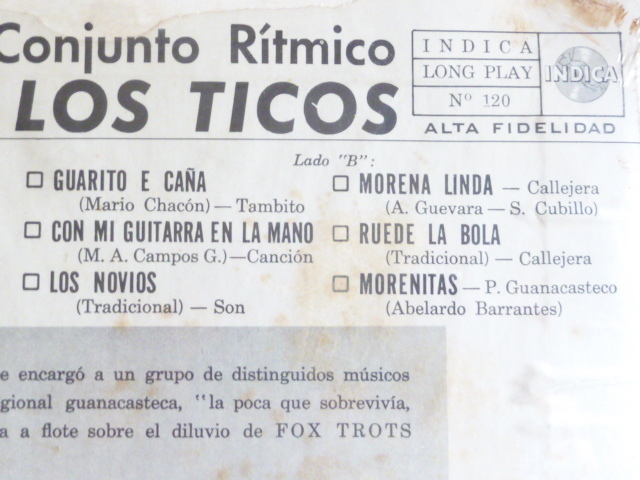 Conjunto Rítmico
LOS TICOS
INDICA
LONG PLAY
Nº 120
INDICA
ALTA FIDELIDAD
Lado "B":
GUARITO E CAÑA
(Mario Chacón) — Tambito
CON MI GUITARRA EN LA MANO
(M. A. Campos G.)—Canción
LOS NOVIOS
(Tradicional) — Son
MORENA LINDA — Callejera
(A. Guevara — S. Cubillo)
RUEDE LA BOLA
(Tradicional) — Callejera
MORENITAS — P. Guanacasteco
(Abelardo Barrantes)
e encargó a un grupo de distinguidos músicos
gional guanacasteca, "la poca que sobrevivía,
a a flote sobre el diluvio de FOX TROTS